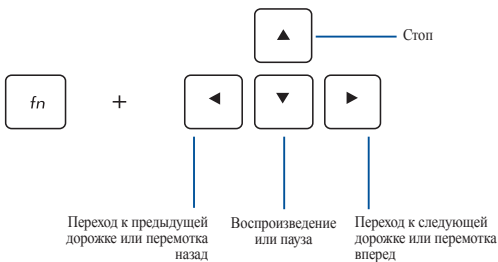 Стоп
fn +
Переход к предыдущей
дорожке или перемотка
назад
Воспроизведение
или пауза
Переход к следующей
дорожке или перемотка
вперед